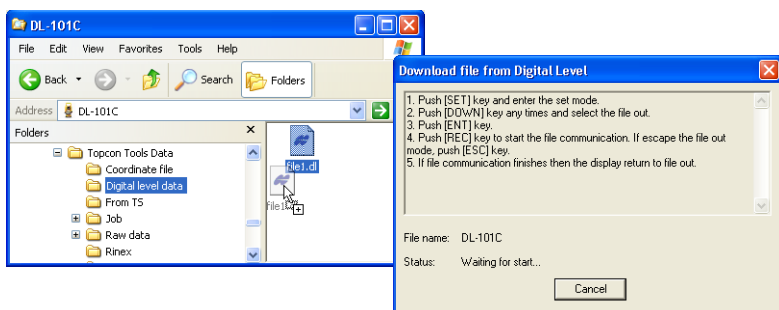 DL-101C
File Edit View Favorites Tools Help
Back Search Folders
Address DL-101C
Folders
Topcon Tools Data
Coordinate file
Digital level data
From TS
Job
Raw data
Rinex
file1.dl
Download file from Digital Level
1. Push [SET] key and enter the set mode.
2. Push [DOWN] key any times and select the file out.
3. Push [ENT] key.
4. Push [REC] key to start the file communication. If escape the file out
mode, push [ESC] key.
5. If file communication finishes then the display return to file out.
File name: DL-101C
Status: Waiting for start...
Cancel